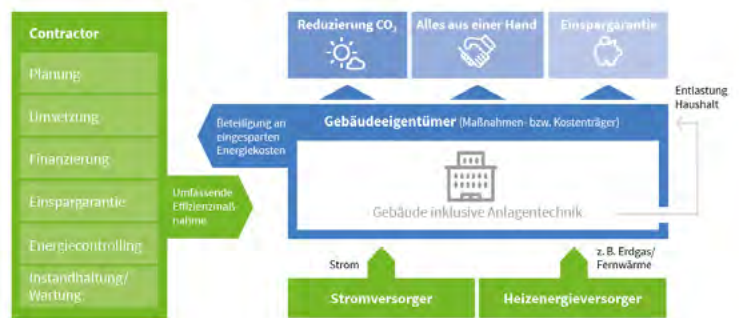 Contractor
Planung
Umsetzung
Finanzierung
Einspargarantie
Energiecontrolling
Instandhaltung/
Wartung
Beteiligung an
eingesparten
Energiekosten
Umfassende
Effizienzmaß
nahme
Reduzierung CO₂
Alles aus einer Hand
Einspargarantie
Gebäudeeigentümer (Maßnahmen- bzw. Kostenträger)
Entlastung
Haushalt
Gebäude inklusive Anlagentechnik
Strom
z. B. Erdgas/
Fernwärme
Stromversorger
Heizenergieversorger